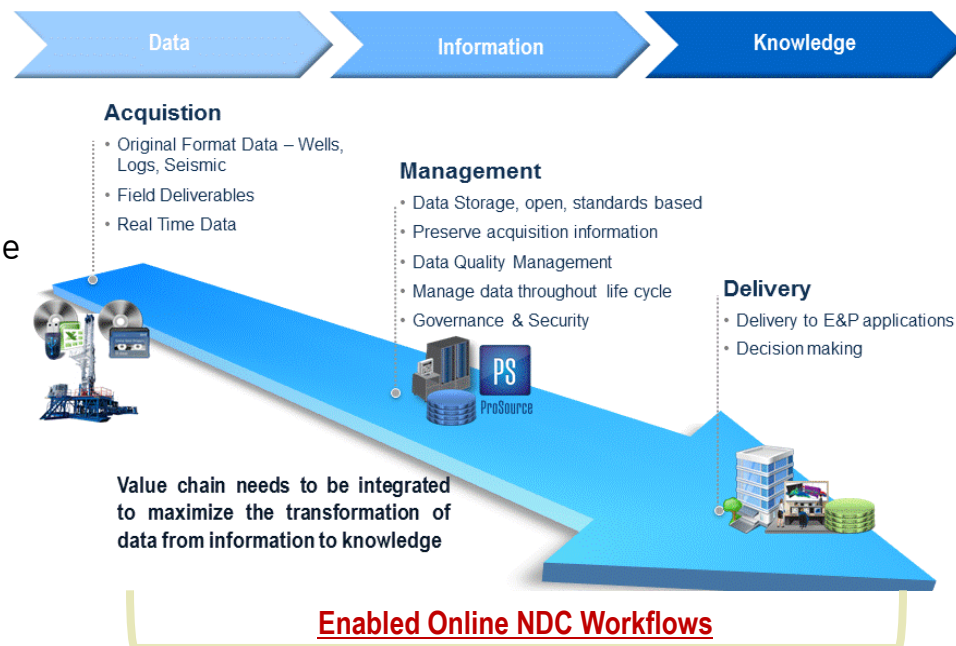 Data
Information
Knowledge
Acquistion
• Original Format Data – Wells,
Logs, Seismic
• Field Deliverables
• Real Time Data
e
Management
• Data Storage, open, standards based
• Preserve acquisition information
• Data Quality Management
• Manage data throughout life cycle
• Governance & Security
PS
ProSource
Delivery
• Delivery to E&P applications
• Decision making
Value chain needs to be integrated
to maximize the transformation of
data from information to knowledge
Enabled Online NDC Workflows